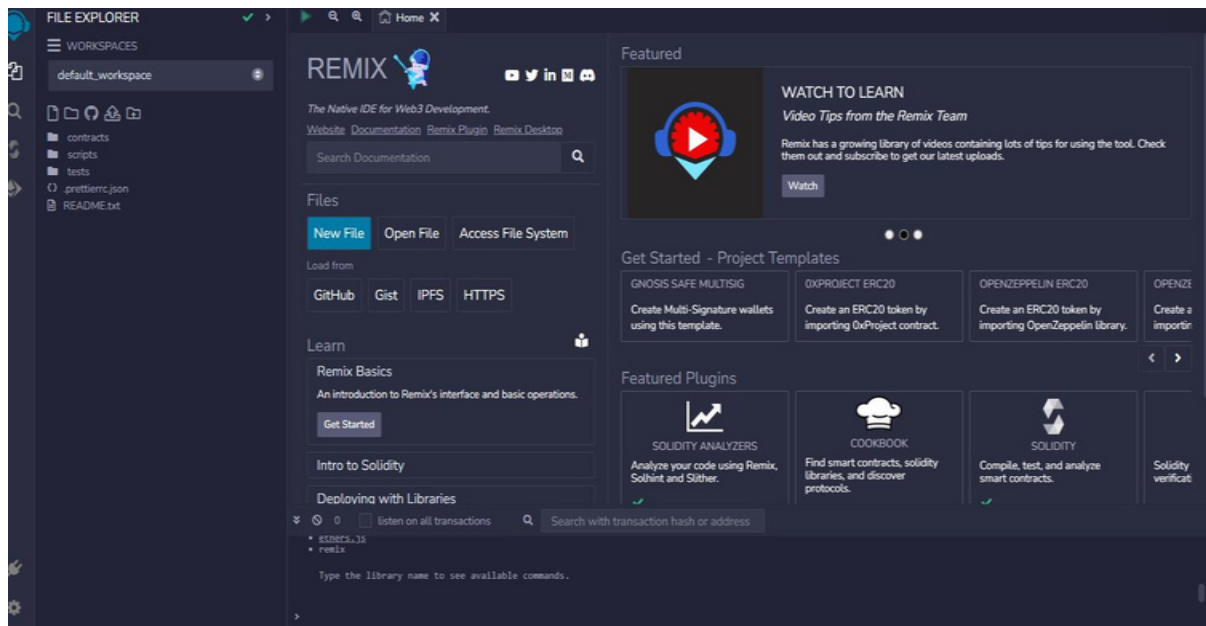 FILE EXPLORER
WORKSPACES
default_workspace
contracts
scripts
tests
.prettierrc.json
README.txt
Home
REMIX
The Native IDE for Web3 Development.
Website Documentation Remix Plugin Remix Desktop
Search Documentation
Files
New File Open File Access File System
Load from
GitHub Gist IPFS HTTPS
Learn
Remix Basics
An introduction to Remix's interface and basic operations.
Get Started
Intro to Solidity
Deploying with Libraries
Featured
WATCH TO LEARN
Video Tips from the Remix Team
Remix has a growing library of videos containing lots of tips for using the tool. Check
them out and subscribe to get our latest uploads.
Watch
Get Started - Project Templates
GNOSIS SAFE MULTISIG
Create Multi-Signature wallets
using this template.
0XPROJECT ERC20
Create an ERC20 token by
importing 0xProject contract.
OPENZEPPELIN ERC20
Create an ERC20 token by
importing OpenZeppelin library.
OPENZE
Create a
importin
Featured Plugins
SOLIDITY ANALYZERS
Analyze your code using Remix,
Solhint and Slither.
COOKBOOK
Find smart contracts, solidity
libraries, and discover
protocols.
SOLIDITY
Compile, test, and analyze
smart contracts.
Solidity
verificati
0 listen on all transactions Search with transaction hash or address
ethers.js
remix
Type the library name to see available commands.
>